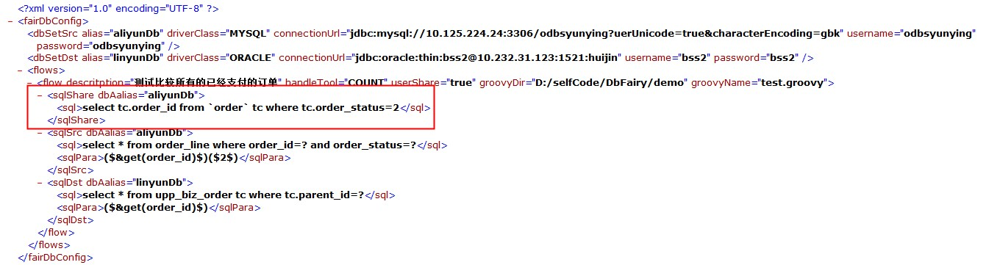 <?xml version="1.0" encoding="UTF-8" ?>
- <fairDbConfig>
<dbSetSrc alias="aliyunDb" driverClass="MYSQL" connectionUrl="jdbc:mysql://10.125.224.24:3306/odbsyunying?uerUnicode=true&characterEncoding=gbk" username="odbsyunying"
password="odbsyunying" />
<dbSetDst alias="linyunDb" driverClass="ORACLE" connectionUrl="jdbc:oracle:thin:bss2@10.232.31.123:1521:huijin" username="bss2" password="bss2" />
- <flows>
- <flow descritption="测试比较所有的已经支付的订单" handleTool="COUNT" userShare="true" groovyDir="D:/selfCode/DbFairy/demo" groovyName="test.groovy">
- <sqlShare dbAalias="aliyunDb">
<sql>select tc.order_id from `order` tc where tc.order_status=2</sql>
</sqlShare>
- <sqlSrc dbAalias="aliyunDb">
<sql>select * from order_line where order_id=? and order_status=?</sql>
<sqlPara>($&get(order_id)$)($2$)</sqlPara>
</sqlSrc>
- <sqlDst dbAalias="linyunDb">
<sql>select * from upp_biz_order tc where tc.parent_id=?</sql>
<sqlPara>($&get(order_id)$)</sqlPara>
</sqlDst>
</flow>
</flows>
</fairDbConfig>